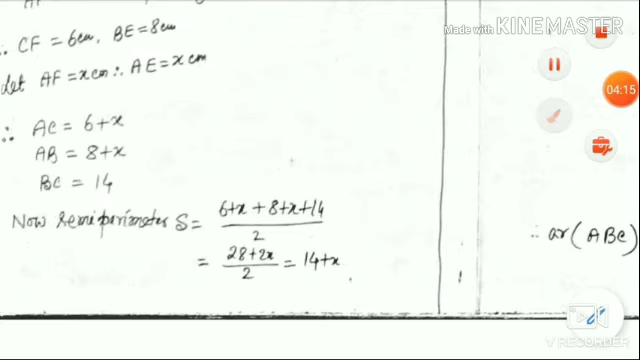 ∴ CF = 6cm, BE = 8cm
Let AF = x cm ∴ AE = x cm
∴ AC = 6+x
AB = 8+x
BC = 14
Now Semiperimeter S = (6+x + 8+x+14)/2
= (28+2x)/2 = 14+x
∴ ar(ABC)
Made with KINEMASTER
04:15
V RECORDER